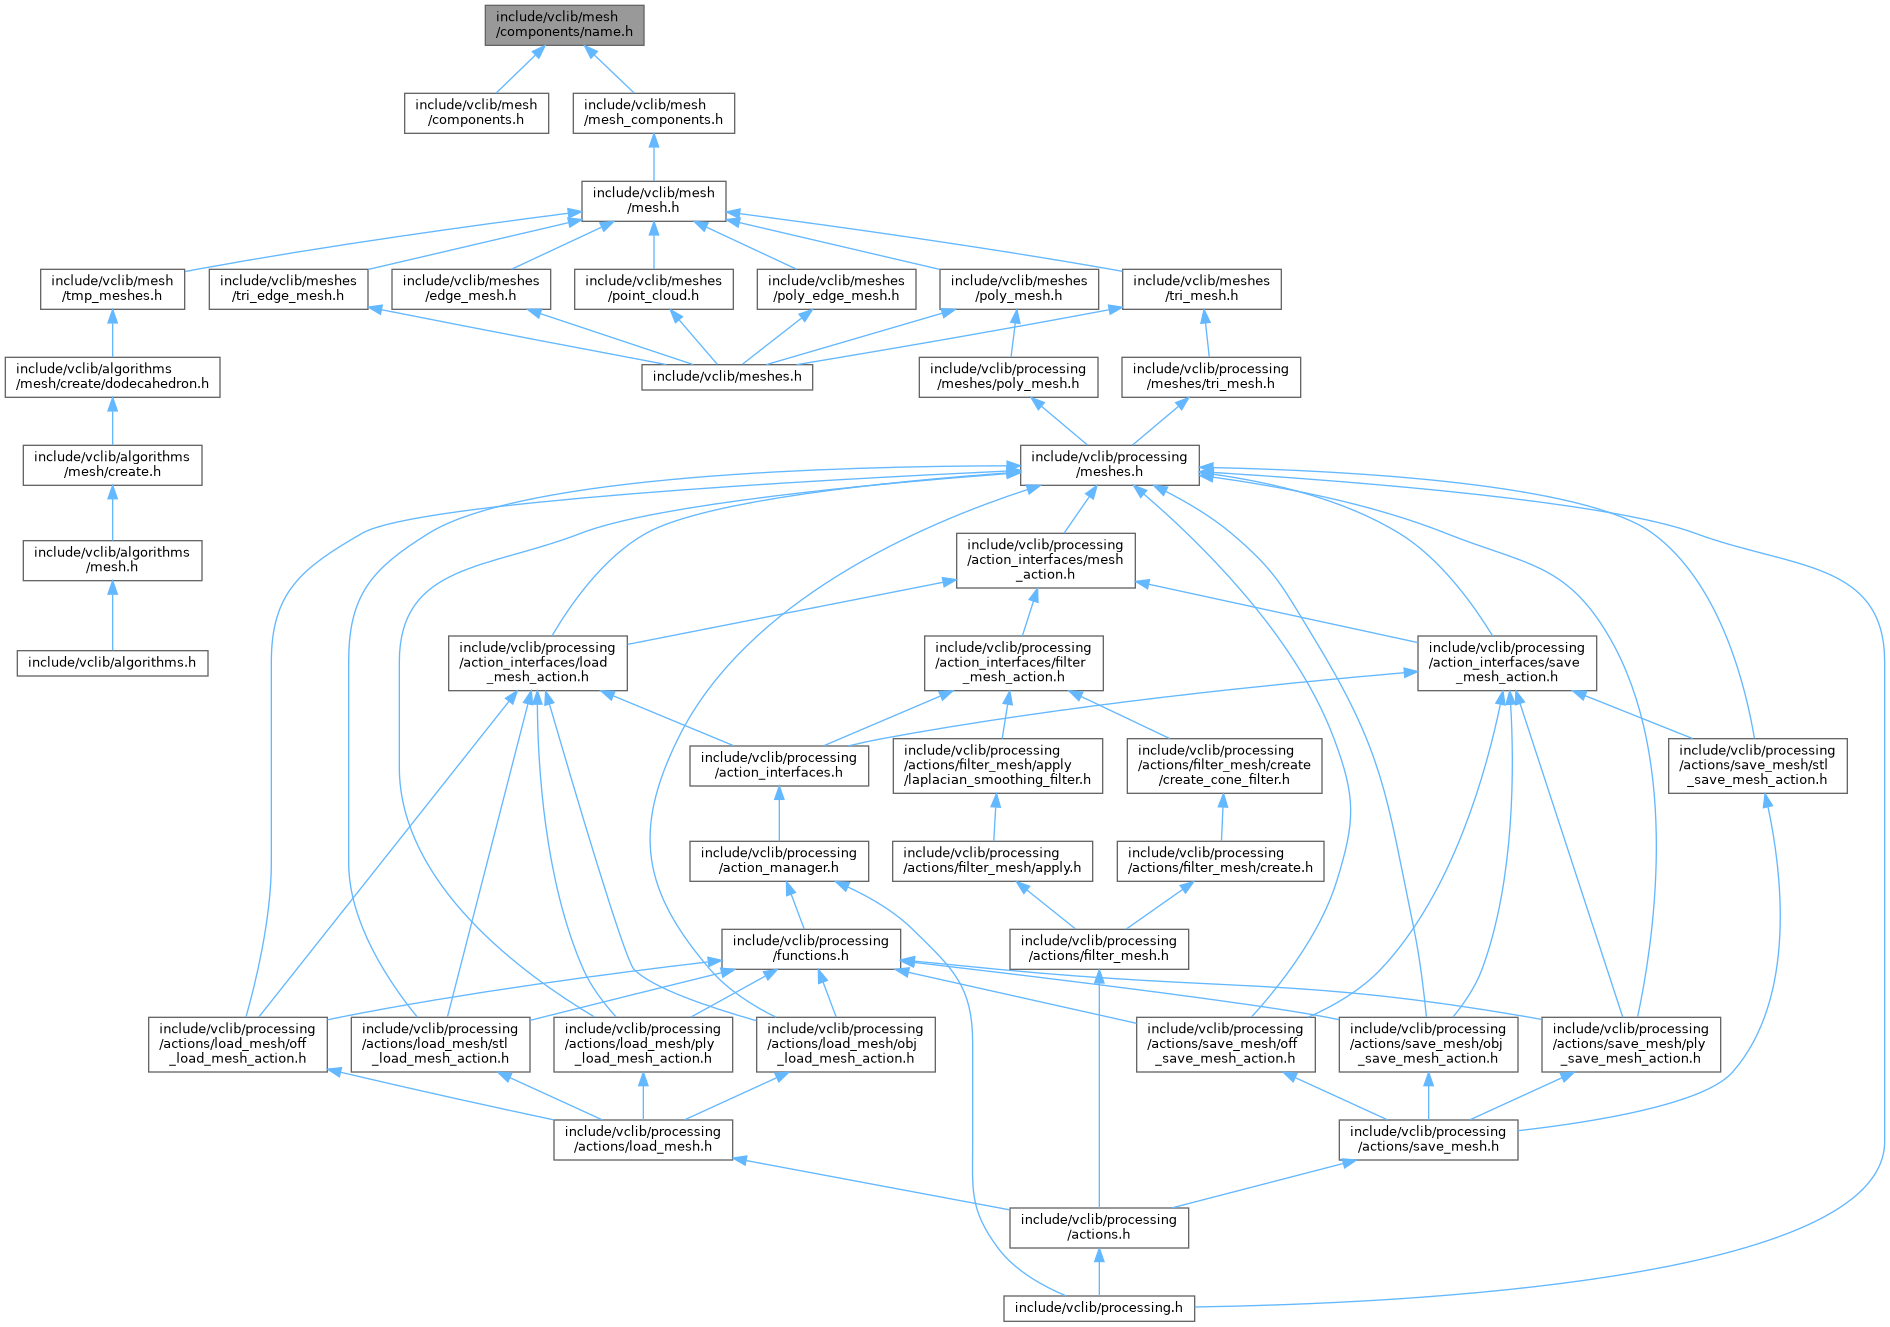 include/vclib/mesh
/components/name.h
include/vclib/mesh
/components.h
include/vclib/mesh
/mesh_components.h
include/vclib/mesh
/mesh.h
include/vclib/mesh
/tmp_meshes.h
include/vclib/meshes
/tri_edge_mesh.h
include/vclib/meshes
/edge_mesh.h
include/vclib/meshes
/point_cloud.h
include/vclib/meshes
/poly_edge_mesh.h
include/vclib/meshes
/poly_mesh.h
include/vclib/meshes
/tri_mesh.h
include/vclib/algorithms
/mesh/create/dodecahedron.h
include/vclib/meshes.h
include/vclib/processing
/meshes/poly_mesh.h
include/vclib/processing
/meshes/tri_mesh.h
include/vclib/algorithms
/mesh/create.h
include/vclib/processing
/meshes.h
include/vclib/algorithms
/mesh.h
include/vclib/processing
/action_interfaces/mesh
_action.h
include/vclib/algorithms.h
include/vclib/processing
/action_interfaces/load
_mesh_action.h
include/vclib/processing
/action_interfaces/filter
_mesh_action.h
include/vclib/processing
/action_interfaces/save
_mesh_action.h
include/vclib/processing
/action_interfaces.h
include/vclib/processing
/actions/filter_mesh/apply
/laplacian_smoothing_filter.h
include/vclib/processing
/actions/filter_mesh/create
/create_cone_filter.h
include/vclib/processing
/actions/save_mesh/stl
_save_mesh_action.h
include/vclib/processing
/action_manager.h
include/vclib/processing
/actions/filter_mesh/apply.h
include/vclib/processing
/actions/filter_mesh/create.h
include/vclib/processing
/functions.h
include/vclib/processing
/actions/filter_mesh.h
include/vclib/processing
/actions/load_mesh/off
_load_mesh_action.h
include/vclib/processing
/actions/load_mesh/stl
_load_mesh_action.h
include/vclib/processing
/actions/load_mesh/ply
_load_mesh_action.h
include/vclib/processing
/actions/load_mesh/obj
_load_mesh_action.h
include/vclib/processing
/actions/save_mesh/off
_save_mesh_action.h
include/vclib/processing
/actions/save_mesh/obj
_save_mesh_action.h
include/vclib/processing
/actions/save_mesh/ply
_save_mesh_action.h
include/vclib/processing
/actions/load_mesh.h
include/vclib/processing
/actions/save_mesh.h
include/vclib/processing
/actions.h
include/vclib/processing.h